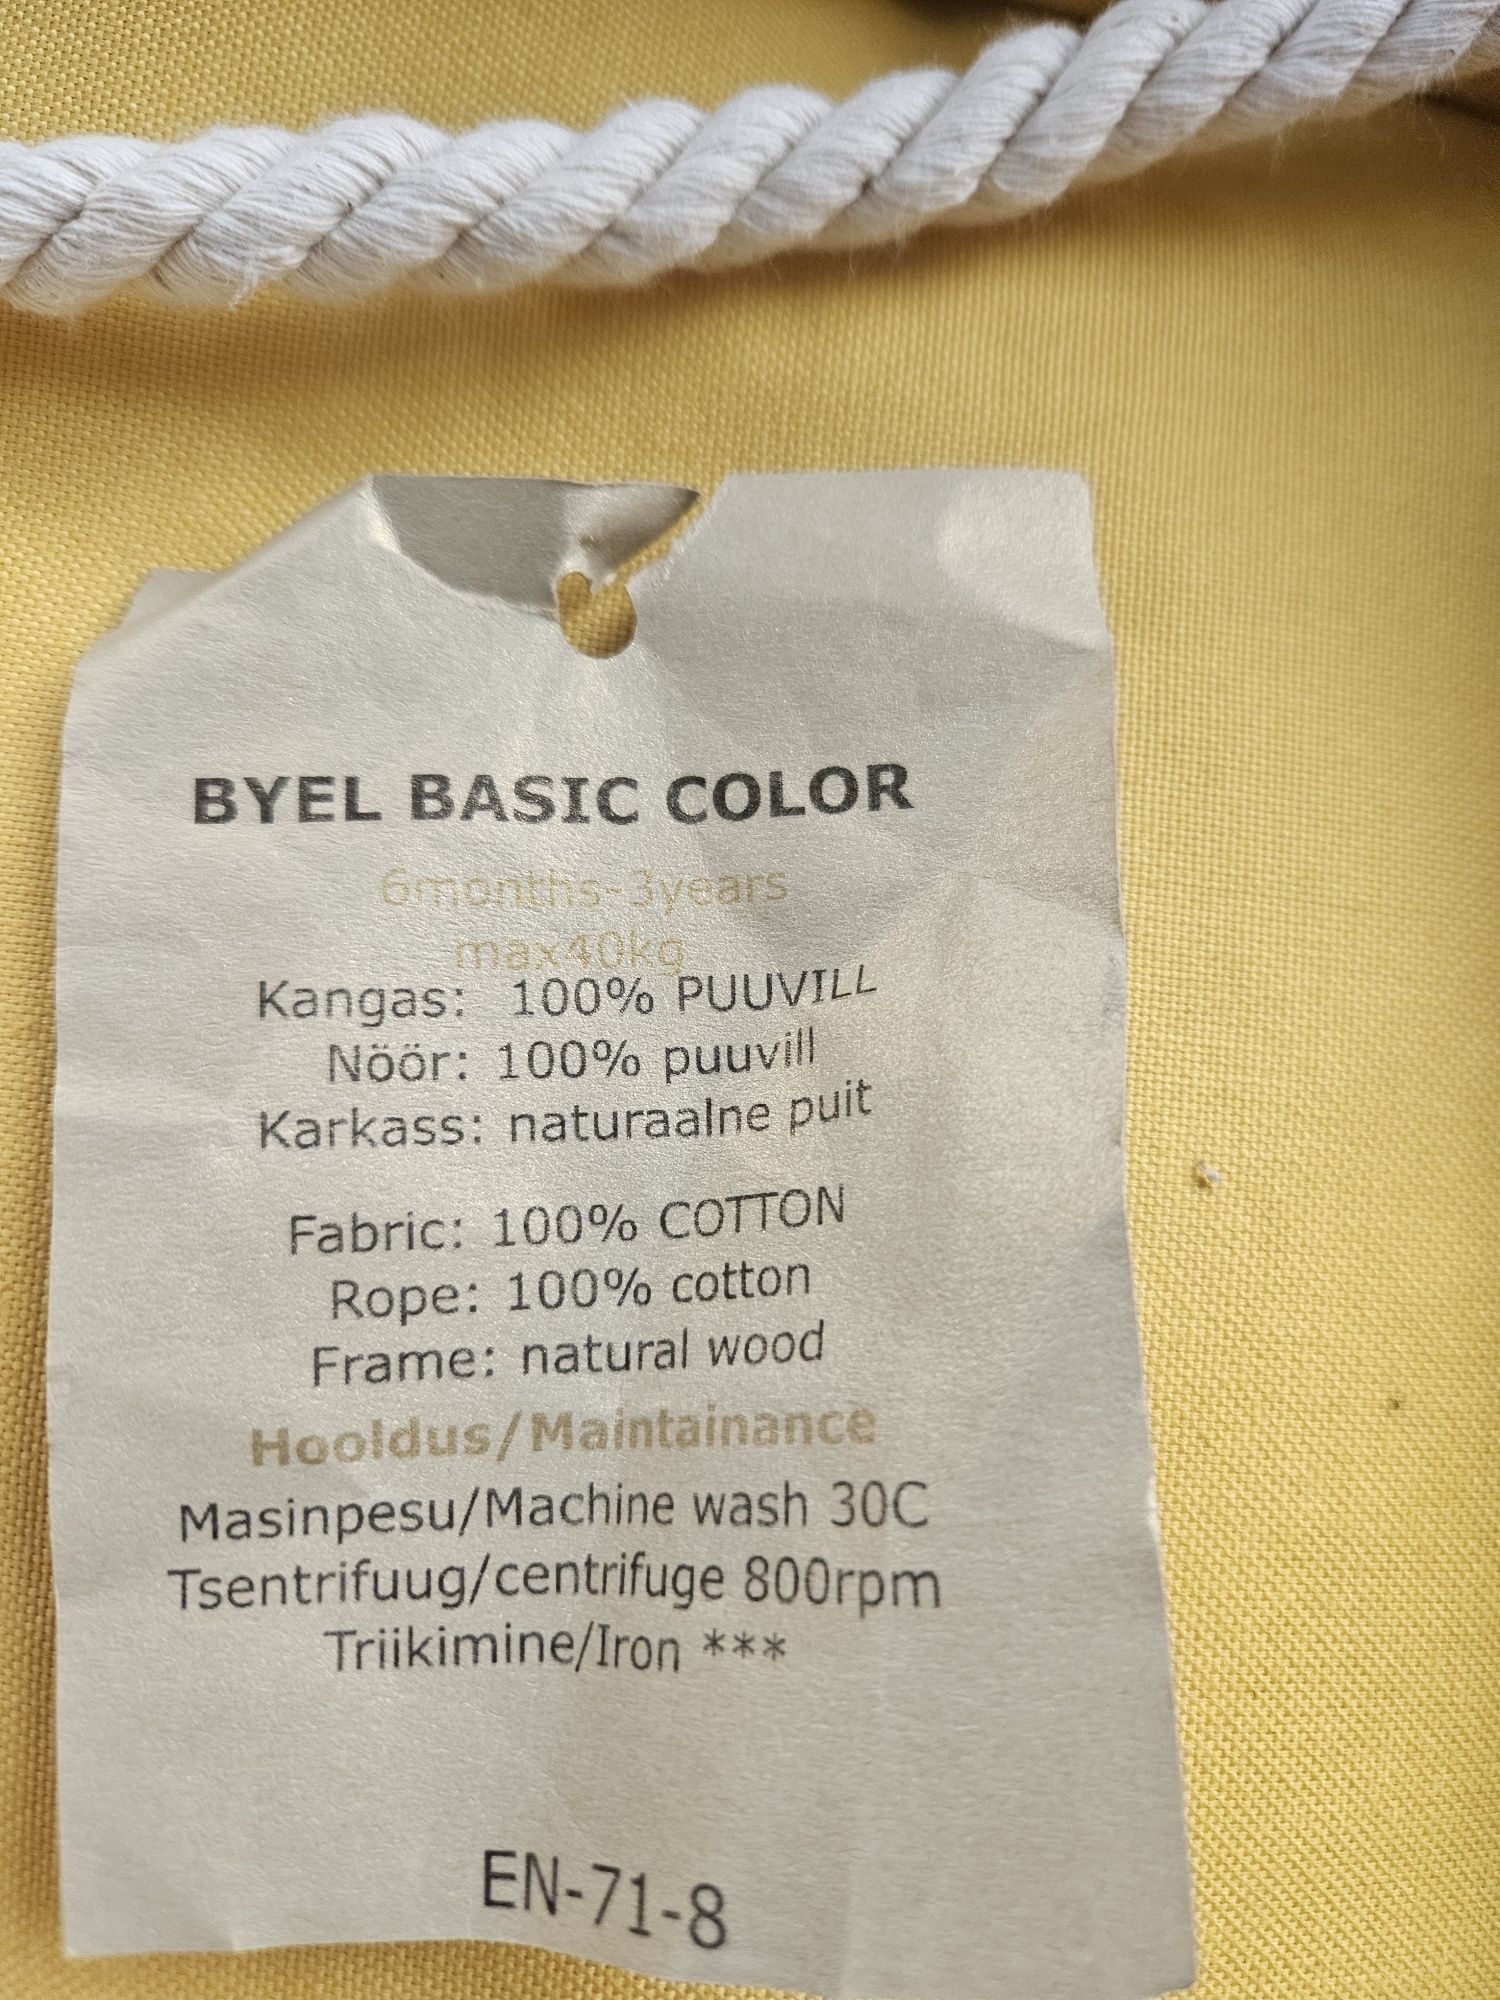 BYEL BASIC COLOR
6months-3years
max40kg
Kangas: 100% PUUVILL
Nöör: 100% puuvill
Karkass: naturaalne puit
Fabric: 100% COTTON
Rope: 100% cotton
Frame: natural wood
Hooldus/Maintainance
Masinpesu/Machine wash 30C
Tsentrifuug/centrifuge 800rpm
Triikimine/Iron ***
EN-71-8